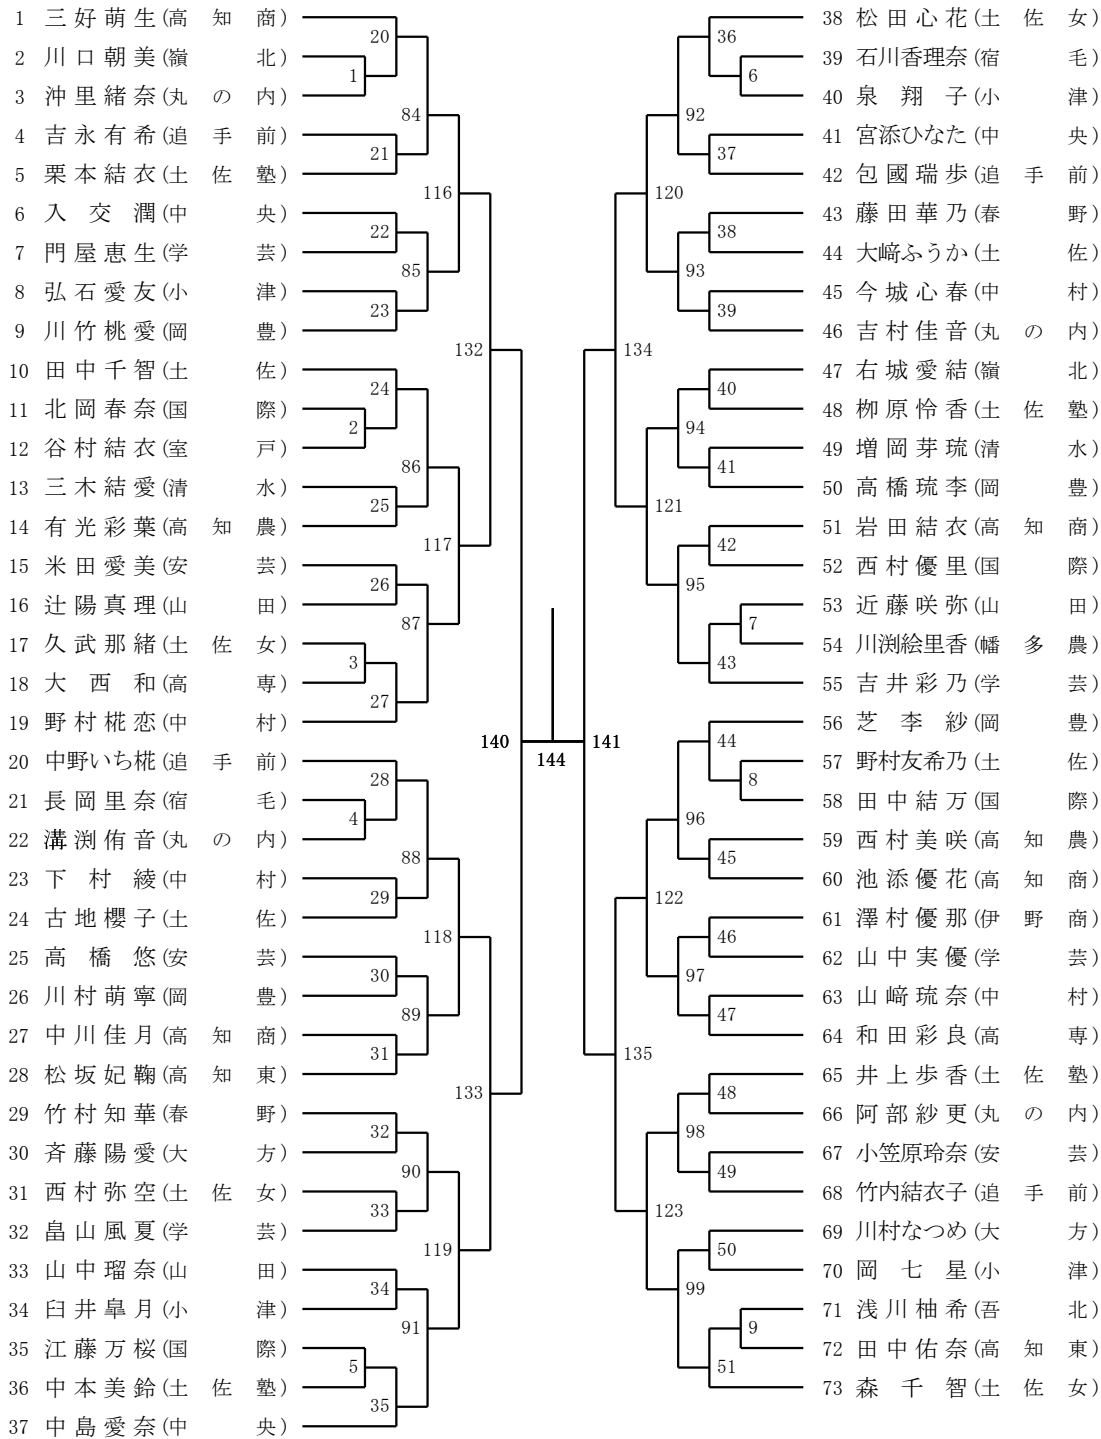 1 三好萌生(高知商)
2 川口朝美(嶺北)
3 沖里緒奈(丸の内)
4 吉永有希(追手前)
5 栗本結衣(土佐塾)
6 入交潤(中央)
7 門屋恵生(学芸)
8 弘石愛友(小津)
9 川竹桃愛(岡豊)
10 田中千智(土佐)
11 北岡春奈(国際)
12 谷村結衣(室戸)
13 三木結愛(清水)
14 有光彩葉(高知農)
15 米田愛美(安芸)
16 辻陽真理(山田)
17 久武那緒(土佐女)
18 大西和(高専)
19 野村椛恋(中村)
20 中野いち椛(追手前)
21 長岡里奈(宿毛)
22 溝渕侑音(丸の内)
23 下村綾(中村)
24 古地櫻子(土佐)
25 高橋悠(安芸)
26 川村萌寧(岡豊)
27 中川佳月(高知商)
28 松坂妃鞠(高知東)
29 竹村知華(春野)
30 斉藤陽愛(大方)
31 西村弥空(土佐女)
32 畠山風夏(学芸)
33 山中瑠奈(山田)
34 臼井皐月(小津)
35 江藤万桜(国際)
36 中本美鈴(土佐塾)
37 中島愛奈(中央)
1
2
3
4
5
20
21
22
23
24
25
26
27
28
29
30
31
32
33
34
35
84
85
86
87
88
89
90
91
116
117
118
119
132
133
140
144
141
134
135
120
121
122
123
92
93
94
95
96
97
98
99
36
37
38
39
40
41
42
43
44
45
46
47
48
49
50
51
6
7
8
9
38 松田心花(土佐女)
39 石川香理奈(宿毛)
40 泉翔子(小津)
41 宮添ひなた(中央)
42 包國瑞歩(追手前)
43 藤田華乃(春野)
44 大﨑ふうか(土佐)
45 今城心春(中村)
46 吉村佳音(丸の内)
47 右城愛結(嶺北)
48 栁原怜香(土佐塾)
49 増岡芽琉(清水)
50 高橋琉李(岡豊)
51 岩田結衣(高知商)
52 西村優里(国際)
53 近藤咲弥(山田)
54 川渕絵里香(幡多農)
55 吉井彩乃(学芸)
56 芝李紗(岡豊)
57 野村友希乃(土佐)
58 田中結万(国際)
59 西村美咲(高知農)
60 池添優花(高知商)
61 澤村優那(伊野商)
62 山中実優(学芸)
63 山﨑琉奈(中村)
64 和田彩良(高専)
65 井上歩香(土佐塾)
66 阿部紗更(丸の内)
67 小笠原玲奈(安芸)
68 竹内結衣子(追手前)
69 川村なつめ(大方)
70 岡七星(小津)
71 浅川柚希(吾北)
72 田中佑奈(高知東)
73 森千智(土佐女)